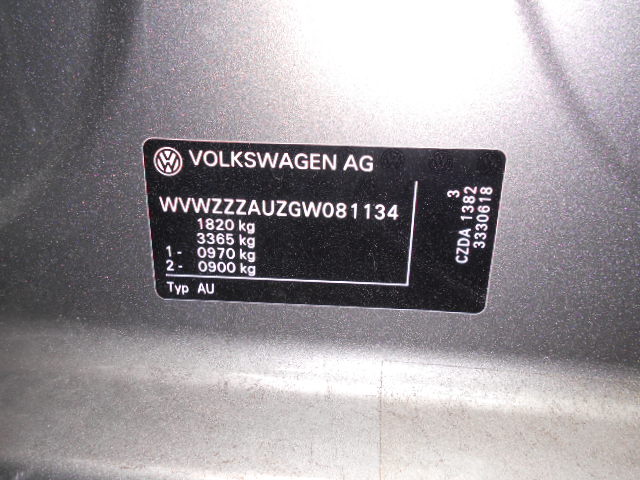 VOLKSWAGEN AG
WVWZZZAUZGW081134
1820 kg
3365 kg
1- 0970 kg
2- 0900 kg
Typ AU
3
CZDA 1382
3330618